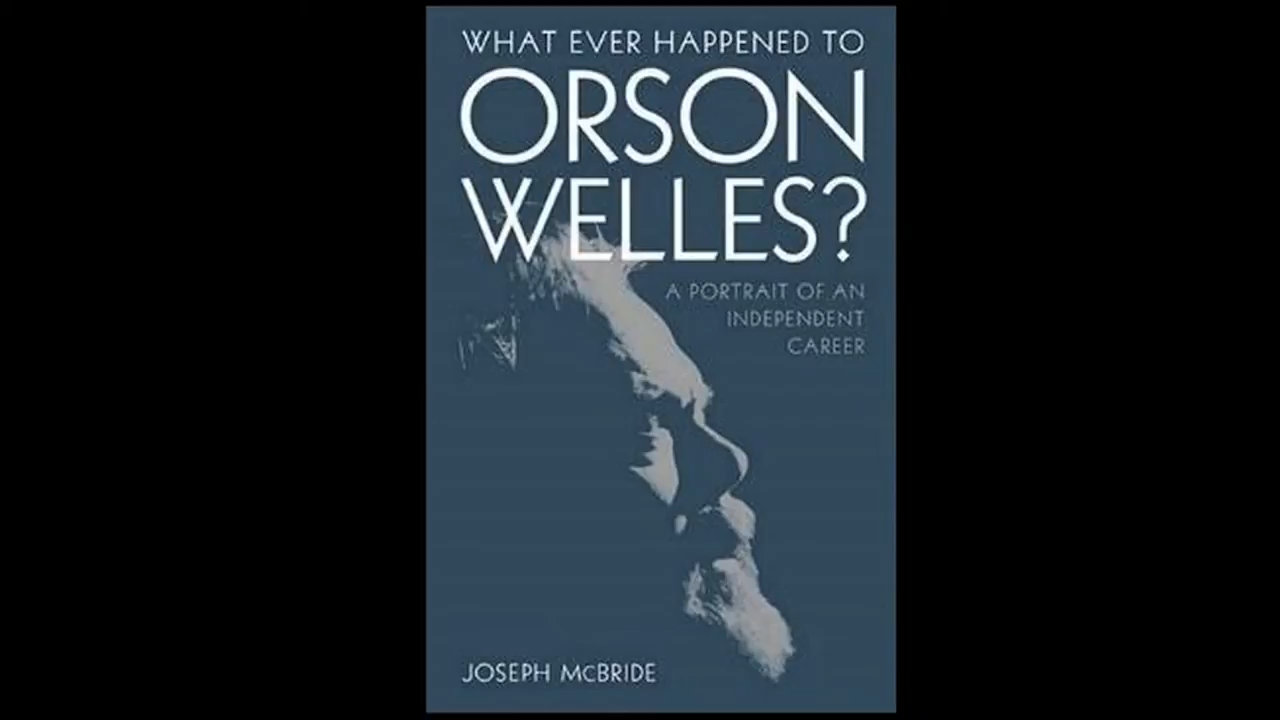 WHAT EVER HAPPENED TO
ORSON
WELLES?
A PORTRAIT OF AN
INDEPENDENT
CAREER
JOSEPH McBRIDE